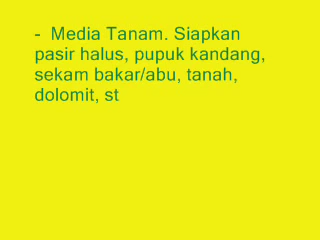 -  Media Tanam. Siapkan
pasir halus, pupuk kandang,
sekam bakar/abu, tanah,
dolomit, st